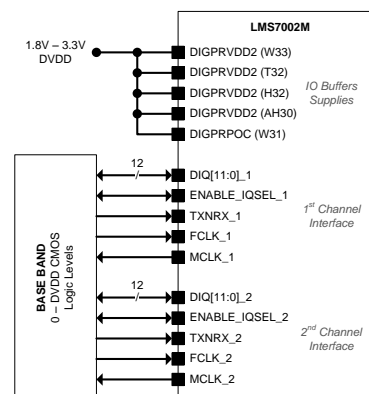 LMS7002M
1.8V – 3.3V
DVDD
DIGPRVDD2 (W33)
DIGPRVDD2 (T32)
DIGPRVDD2 (H32)
DIGPRVDD2 (AH30)
DIGPRPOC (W31)
IO Buffers
Supplies
BASE BAND
0 – DVDD CMOS
Logic Levels
12
DIQ[11:0]_1
ENABLE_IQSEL_1
TXNRX_1
FCLK_1
MCLK_1
1st Channel
Interface
12
DIQ[11:0]_2
ENABLE_IQSEL_2
TXNRX_2
FCLK_2
MCLK_2
2nd Channel
Interface